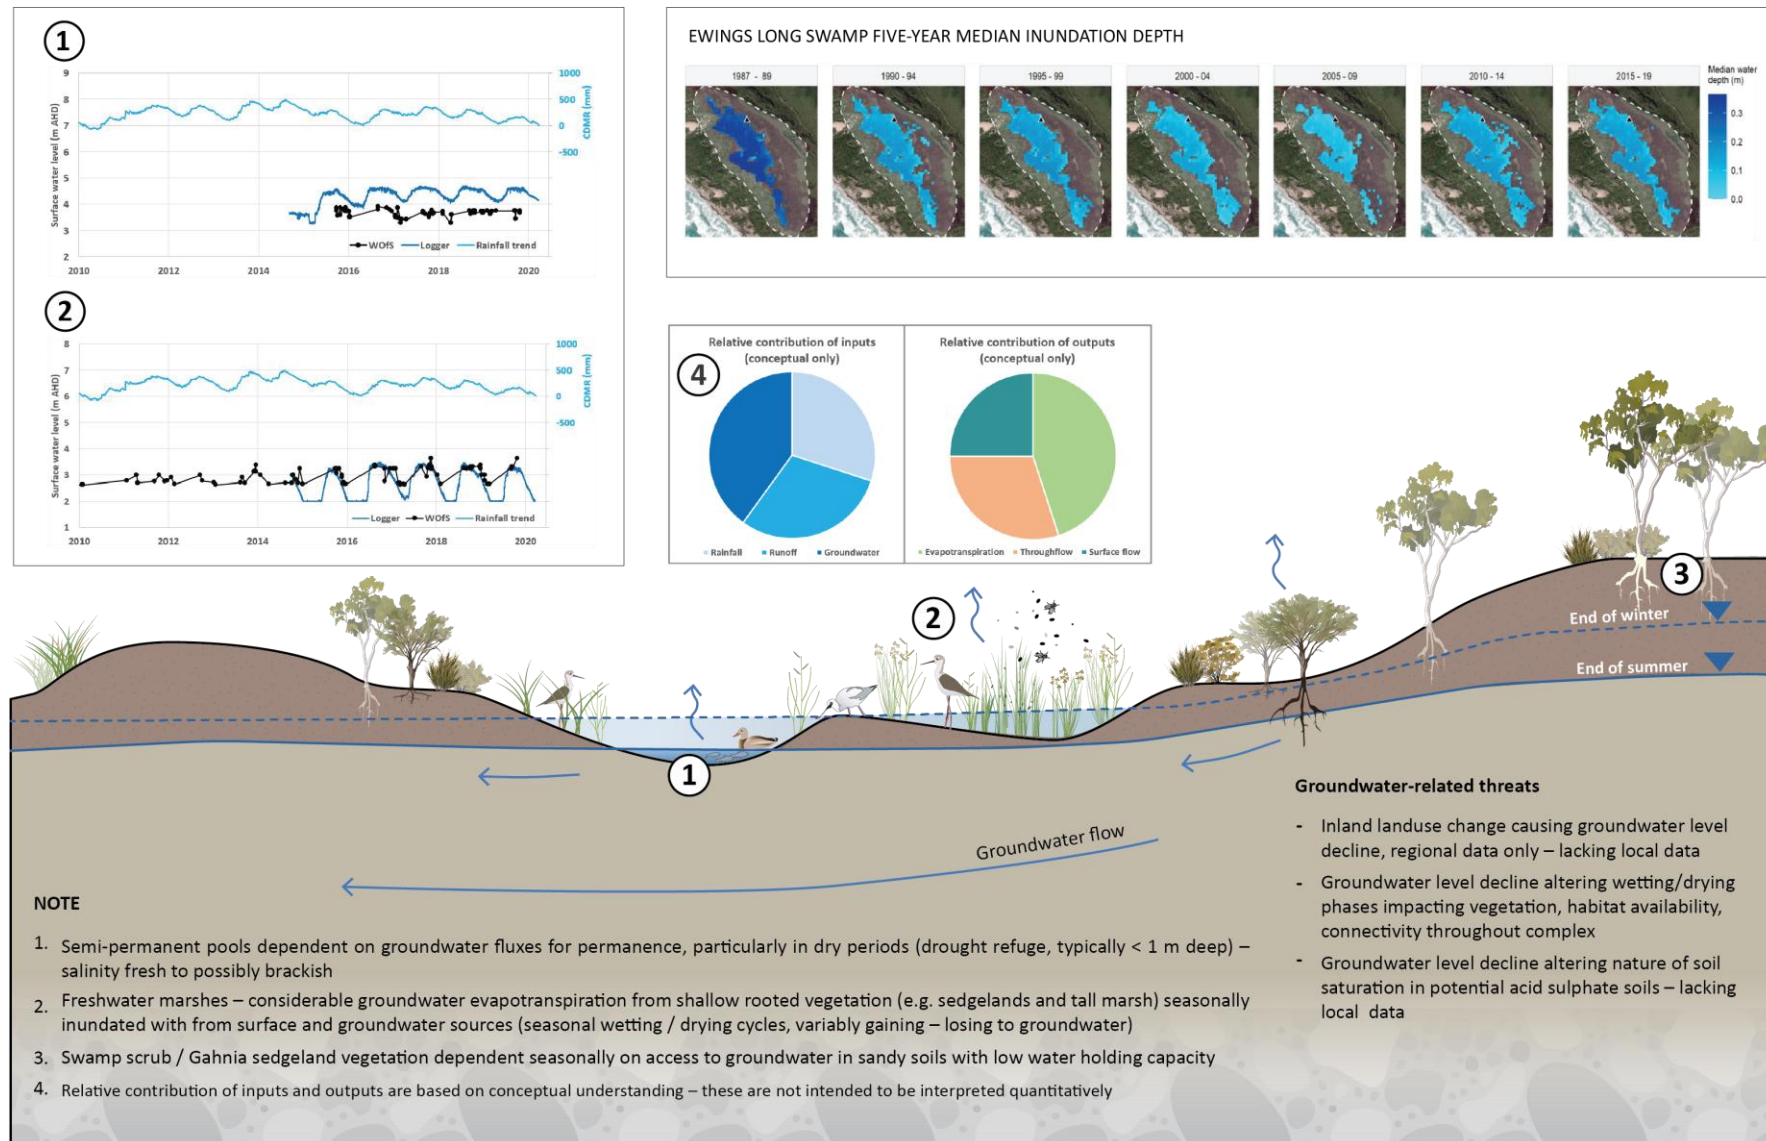 1
9
8
7
6
5
4
3
2
Surface water level (m AHD)
1000
500
0
-500
CDMR (mm)
WOfS Logger Rainfall trend
2010 2012 2014 2016 2018 2020
2
8
7
6
5
4
3
2
1
Surface water level (m AHD)
1000
500
0
-500
CDMR (mm)
Logger WOfS Rainfall trend
2010 2012 2014 2016 2018 2020
EWINGS LONG SWAMP FIVE-YEAR MEDIAN INUNDATION DEPTH
1987 - 89 1990 - 94 1995 - 99 2000 - 04 2005 - 09 2010 - 14 2015 - 19
Median water
depth (m)
0.3
0.2
0.1
0.0
4
Relative contribution of inputs
(conceptual only)
Rainfall Runoff Groundwater
Relative contribution of outputs
(conceptual only)
Evapotranspiration Throughflow Surface flow
2
3
End of winter
End of summer
1
Groundwater flow
Groundwater-related threats
- Inland landuse change causing groundwater level
decline, regional data only – lacking local data
- Groundwater level decline altering wetting/drying
phases impacting vegetation, habitat availability,
connectivity throughout complex
- Groundwater level decline altering nature of soil
saturation in potential acid sulphate soils – lacking
local data
NOTE
1. Semi-permanent pools dependent on groundwater fluxes for permanence, particularly in dry periods (drought refuge, typically < 1 m deep) –
salinity fresh to possibly brackish
2. Freshwater marshes – considerable groundwater evapotranspiration from shallow rooted vegetation (e.g. sedgelands and tall marsh) seasonally
inundated with from surface and groundwater sources (seasonal wetting / drying cycles, variably gaining – losing to groundwater)
3. Swamp scrub / Gahnia sedgeland vegetation dependent seasonally on access to groundwater in sandy soils with low water holding capacity
4. Relative contribution of inputs and outputs are based on conceptual understanding – these are not intended to be interpreted quantitatively